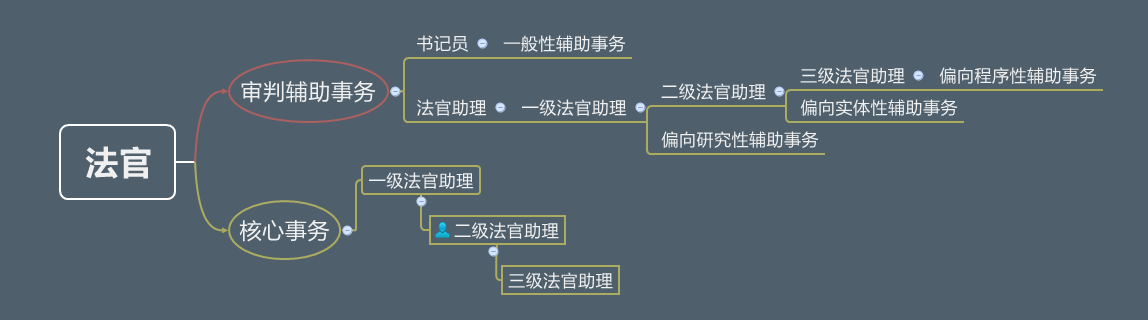 法官
审判辅助事务
书记员
一般性辅助事务
法官助理
一级法官助理
二级法官助理
三级法官助理
偏向程序性辅助事务
偏向实体性辅助事务
偏向研究性辅助事务
核心事务
一级法官助理
二级法官助理
三级法官助理